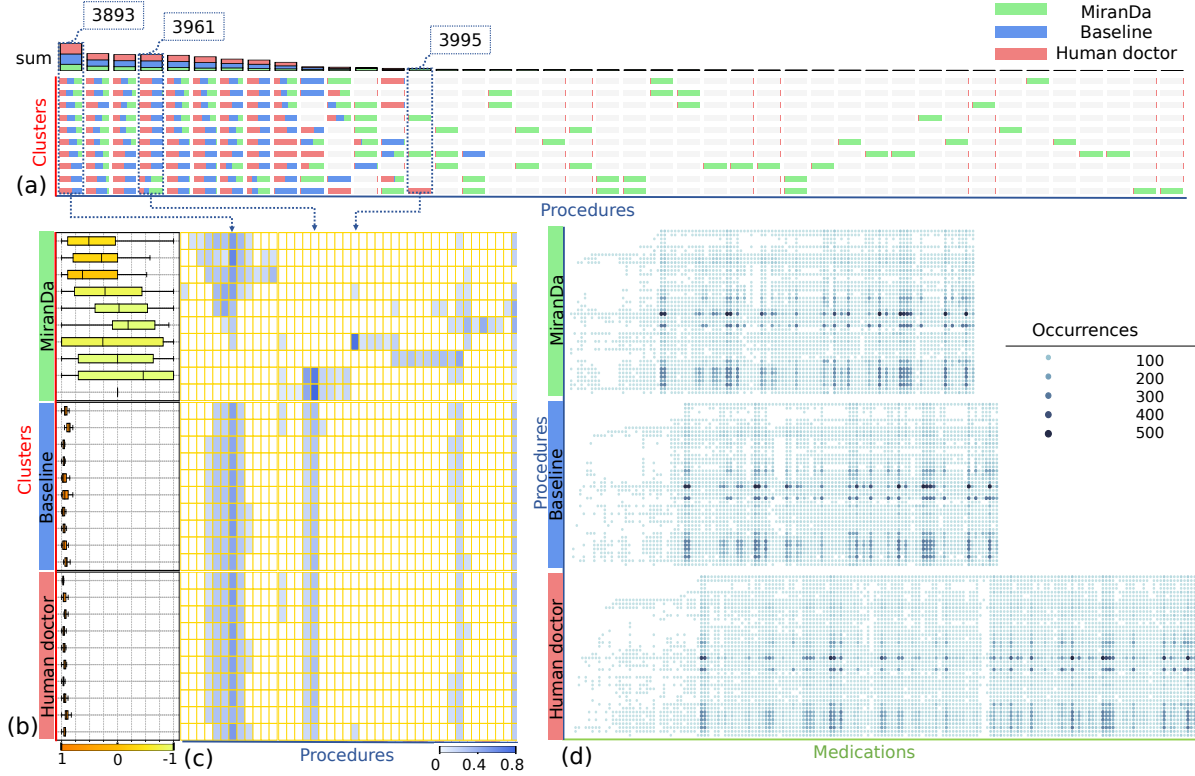 3893
3961
3995
MiranDa
Baseline
Human doctor
sum
Clusters
(a)
Procedures
MiranDa
Baseline
Human doctor
Clusters
(b)
1
0
-1
(c)
Procedures
0
0.4
0.8
MiranDa
Baseline
Human doctor
Procedures
(d)
Medications
Occurrences
100
200
300
400
500